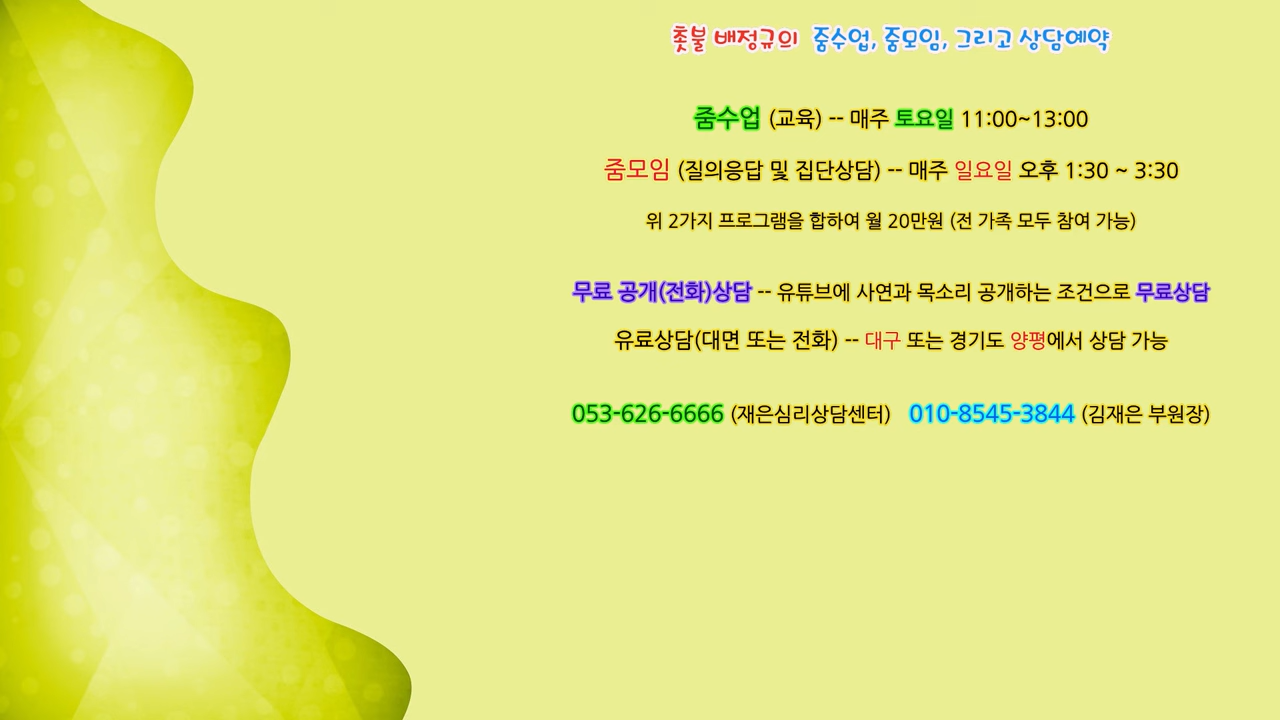 촛불 배정규의 줌수업, 줌모임, 그리고 상담예약
줌수업 (교육) -- 매주 토요일 11:00~13:00
줌모임 (질의응답 및 집단상담) -- 매주 일요일 오후 1:30 ~ 3:30
위 2가지 프로그램을 합하여 월 20만원 (전 가족 모두 참여 가능)
무료 공개(전화)상담 -- 유튜브에 사연과 목소리 공개하는 조건으로 무료상담
유료상담(대면 또는 전화) -- 대구 또는 경기도 양평에서 상담 가능
053-626-6666 (재은심리상담센터) 010-8545-3844 (김재은 부원장)